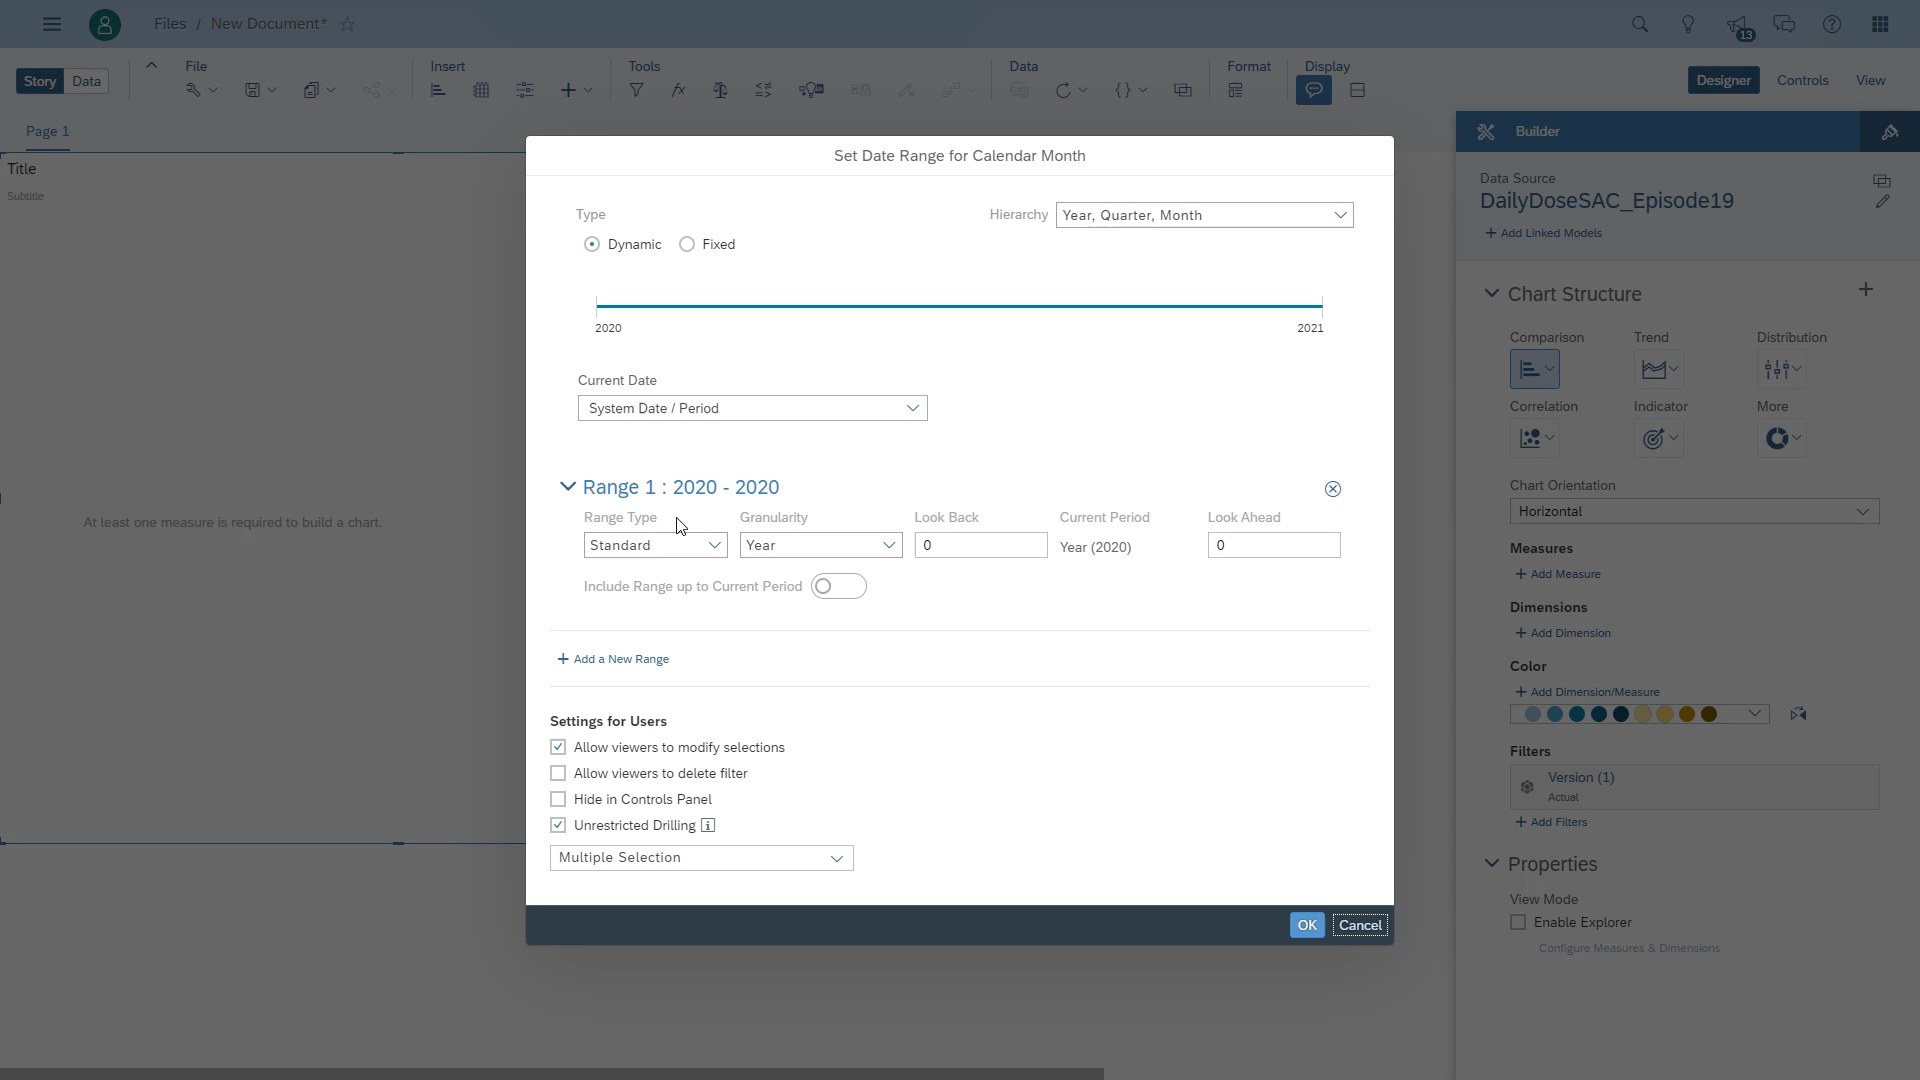 Files / New Document*
13
Story
Data
File
Insert
Tools
Data
Format
Display
Designer
Controls
View
Page 1
Title
Subtitle
At least one measure is required to build a chart.
Set Date Range for Calendar Month
Type
Hierarchy
Year, Quarter, Month
Dynamic
Fixed
2020
2021
Current Date
System Date / Period
Range 1 : 2020 - 2020
Range Type
Granularity
Look Back
Current Period
Look Ahead
Standard
Year
0
Year (2020)
0
Include Range up to Current Period
+ Add a New Range
Settings for Users
Allow viewers to modify selections
Allow viewers to delete filter
Hide in Controls Panel
Unrestricted Drilling
Multiple Selection
OK
Cancel
Builder
Data Source
DailyDoseSAC_Episode19
+ Add Linked Models
Chart Structure
Comparison
Trend
Distribution
Correlation
Indicator
More
Chart Orientation
Horizontal
Measures
+ Add Measure
Dimensions
+ Add Dimension
Color
+ Add Dimension/Measure
Filters
Version (1)
Actual
+ Add Filters
Properties
View Mode
Enable Explorer
Configure Measures & Dimensions